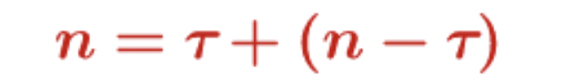 n = τ + (n − τ)